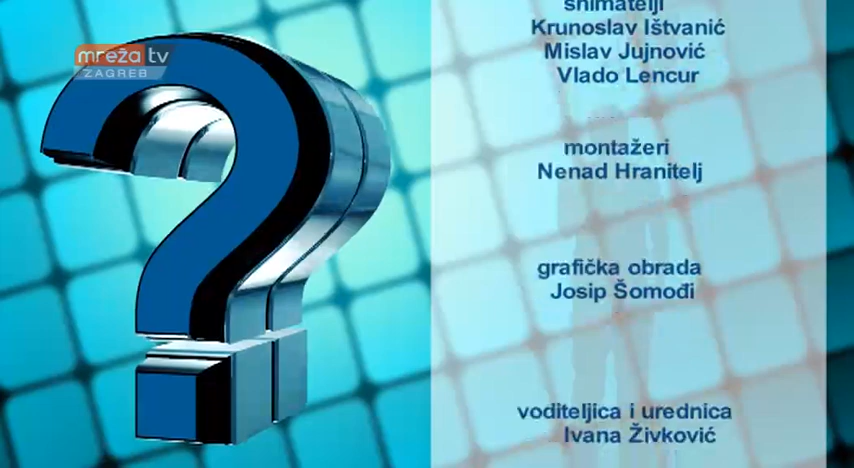 mreža tv
ZAGREB
snimatelji
Krunoslav Ištvanić
Mislav Jujnović
Vlado Lencur
montažeri
Nenad Hranitelj
grafička obrada
Josip Šomođi
voditeljica i urednica
Ivana Živković